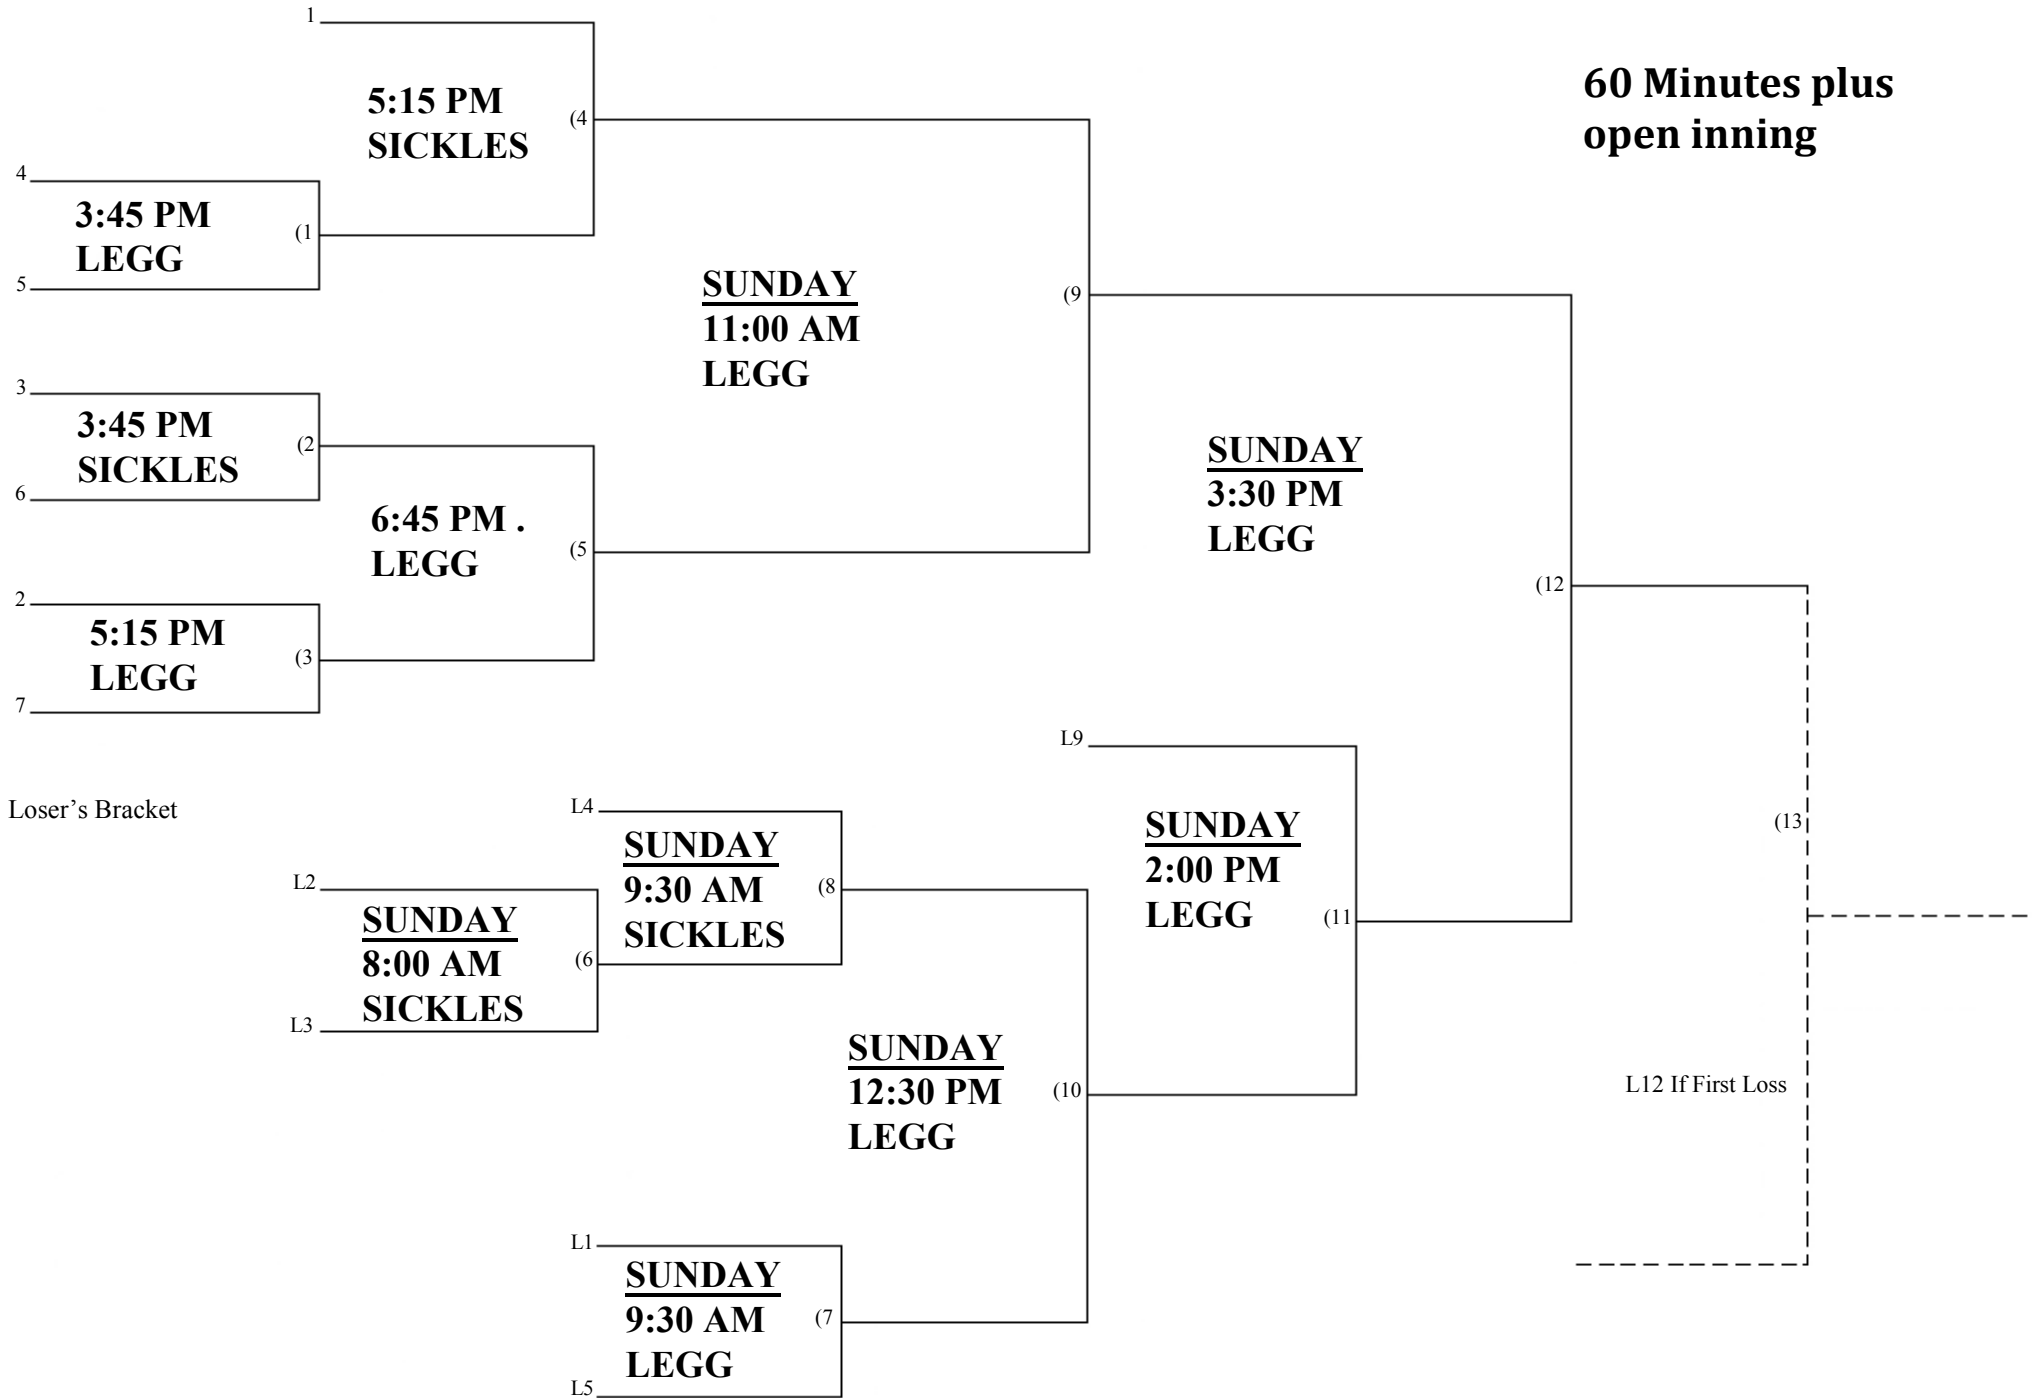 1
60 Minutes plus
open inning
5:15 PM
SICKLES
(4
4
3:45 PM
LEGG
(1
5
SUNDAY
11:00 AM
LEGG
(9
3
3:45 PM
SICKLES
(2
6
6:45 PM .
LEGG
(5
SUNDAY
3:30 PM
LEGG
(12
2
5:15 PM
LEGG
(3
7
L9
Loser’s Bracket
L4
SUNDAY
9:30 AM
SICKLES
(8
SUNDAY
2:00 PM
LEGG
(11
(13
L2
SUNDAY
8:00 AM
SICKLES
(6
L3
SUNDAY
12:30 PM
LEGG
(10
L12 If First Loss
L1
SUNDAY
9:30 AM
LEGG
(7
L5